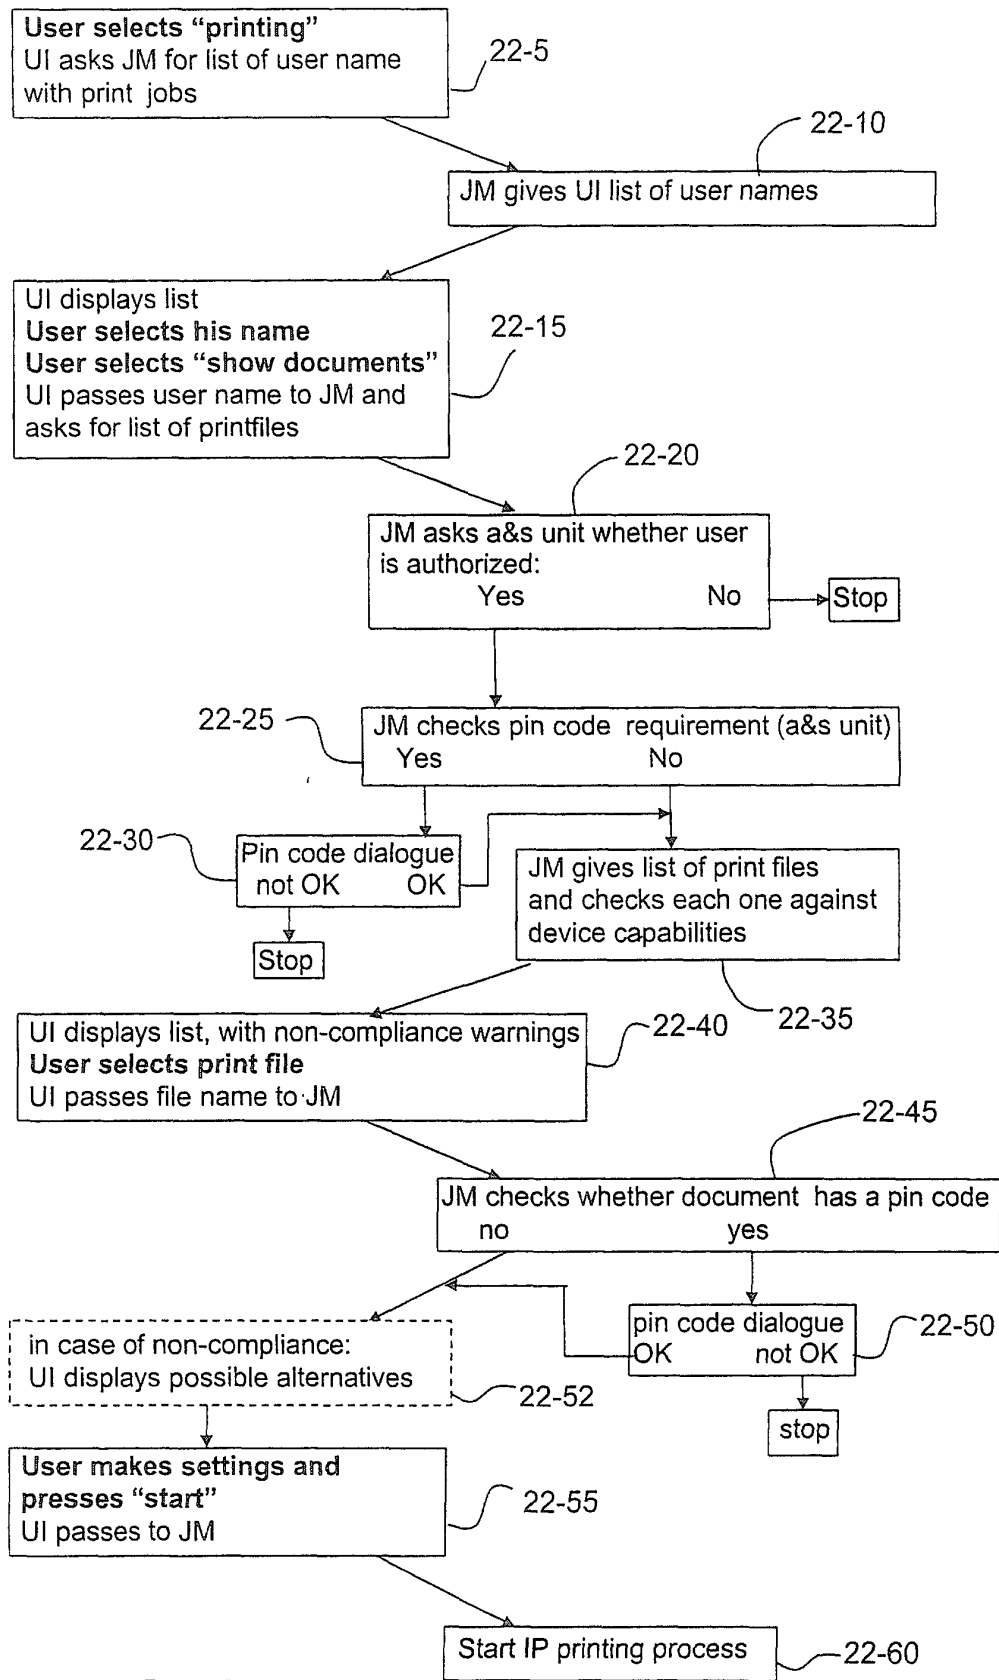 User selects “printing”
UI asks JM for list of user name
with print jobs
22-5
22-10
JM gives UI list of user names
UI displays list
User selects his name
User selects “show documents”
UI passes user name to JM and
asks for list of printfiles
22-15
22-20
JM asks a&s unit whether user
is authorized:
Yes No
Stop
22-25
JM checks pin code requirement (a&s unit)
Yes No
22-30
Pin code dialogue
not OK OK
Stop
JM gives list of print files
and checks each one against
device capabilities
22-35
UI displays list, with non-compliance warnings
User selects print file
UI passes file name to JM
22-40
22-45
JM checks whether document has a pin code
no yes
pin code dialogue
OK not OK
22-50
stop
in case of non-compliance:
UI displays possible alternatives
22-52
User makes settings and
presses “start”
UI passes to JM
22-55
Start IP printing process
22-60